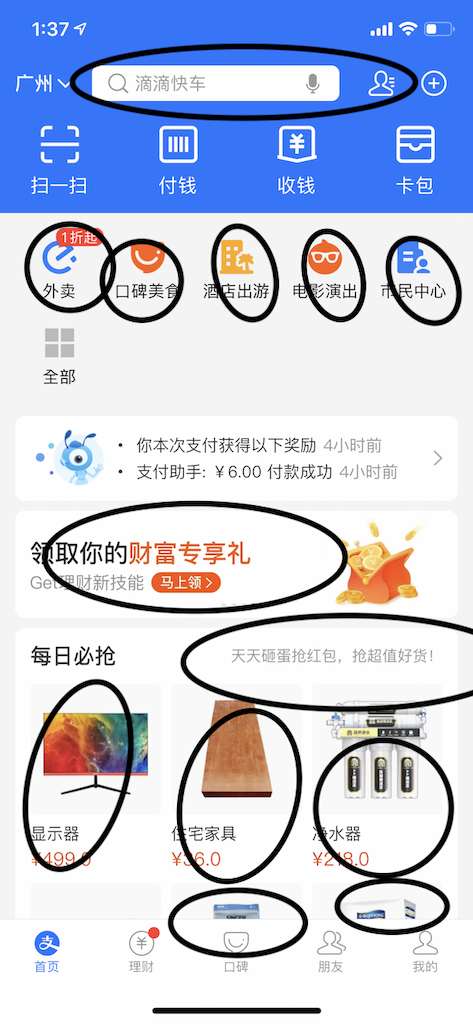 1:37
广州
滴滴快车
扫一扫
付钱
收钱
卡包
1折起
外卖
口碑美食
酒店出游
电影演出
市民中心
全部
• 你本次支付获得以下奖励 4小时前
• 支付助手: ¥6.00 付款成功 4小时前
领取你的财富专享礼
Get理财新技能 马上领 >
每日必抢
天天砸蛋抢红包，抢超值好货!
显示器
住宅家具
净水器
¥499.0
¥36.0
¥218.0
首页
理财
口碑
朋友
我的